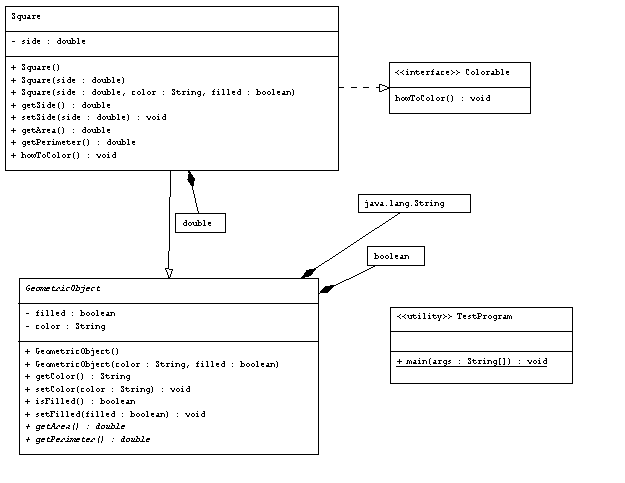 Square
- side : double
+ Square()
+ Square(side : double)
+ Square(side : double, color : String, filled : boolean)
+ getSide() : double
+ setSide(side : double) : void
+ getArea() : double
+ getPerimeter() : double
+ howToColor() : void
<<interface>> Colorable
howToColor() : void
double
java.lang.String
boolean
GeometricObject
- filled : boolean
- color : String
+ GeometricObject()
+ GeometricObject(color : String, filled : boolean)
+ getColor() : String
+ setColor(color : String) : void
+ isFilled() : boolean
+ setFilled(filled : boolean) : void
+ getArea() : double
+ getPerimeter() : double
<<utility>> TestProgram
+ main(args : String[]) : void